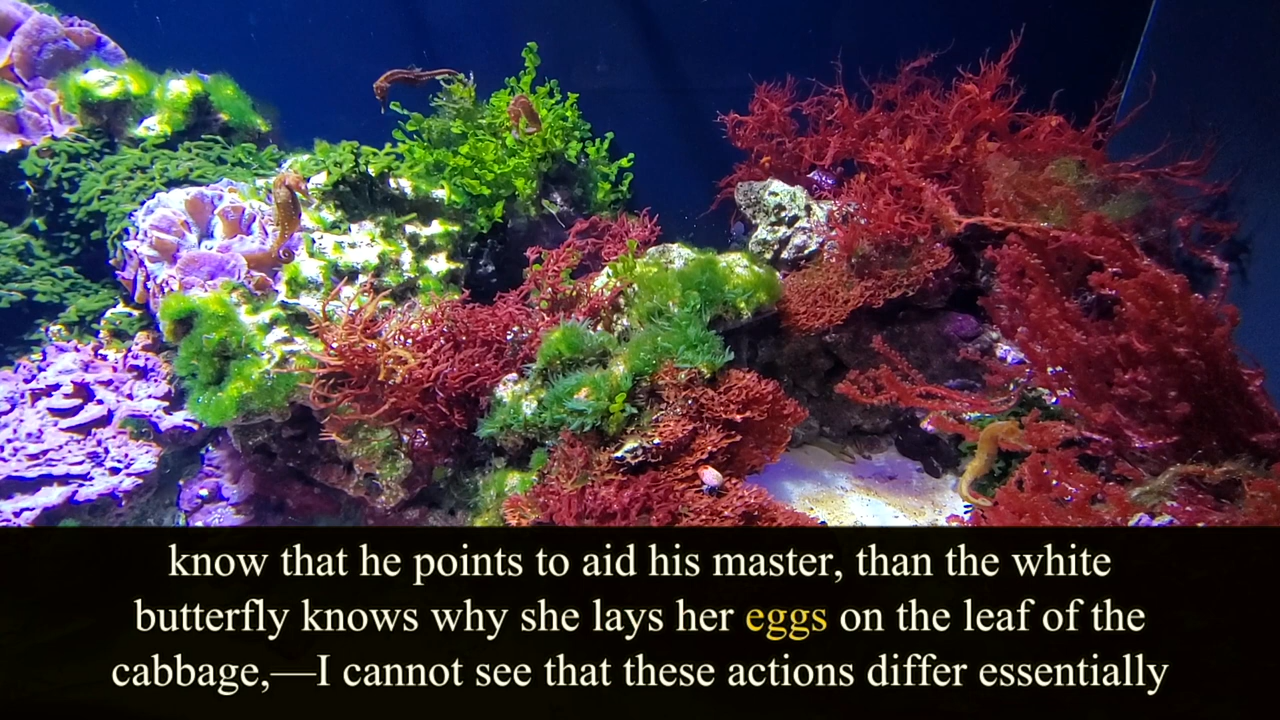 know that he points to aid his master, than the white
butterfly knows why she lays her eggs on the leaf of the
cabbage,—I cannot see that these actions differ essentially